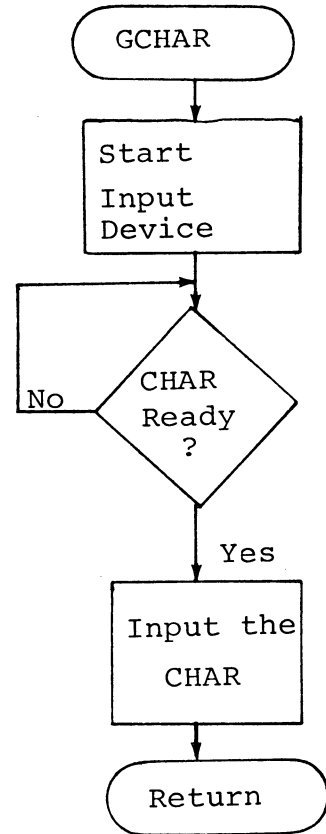 GCHAR
Start
Input
Device
CHAR
Ready
?
No
Yes
Input the
CHAR
Return